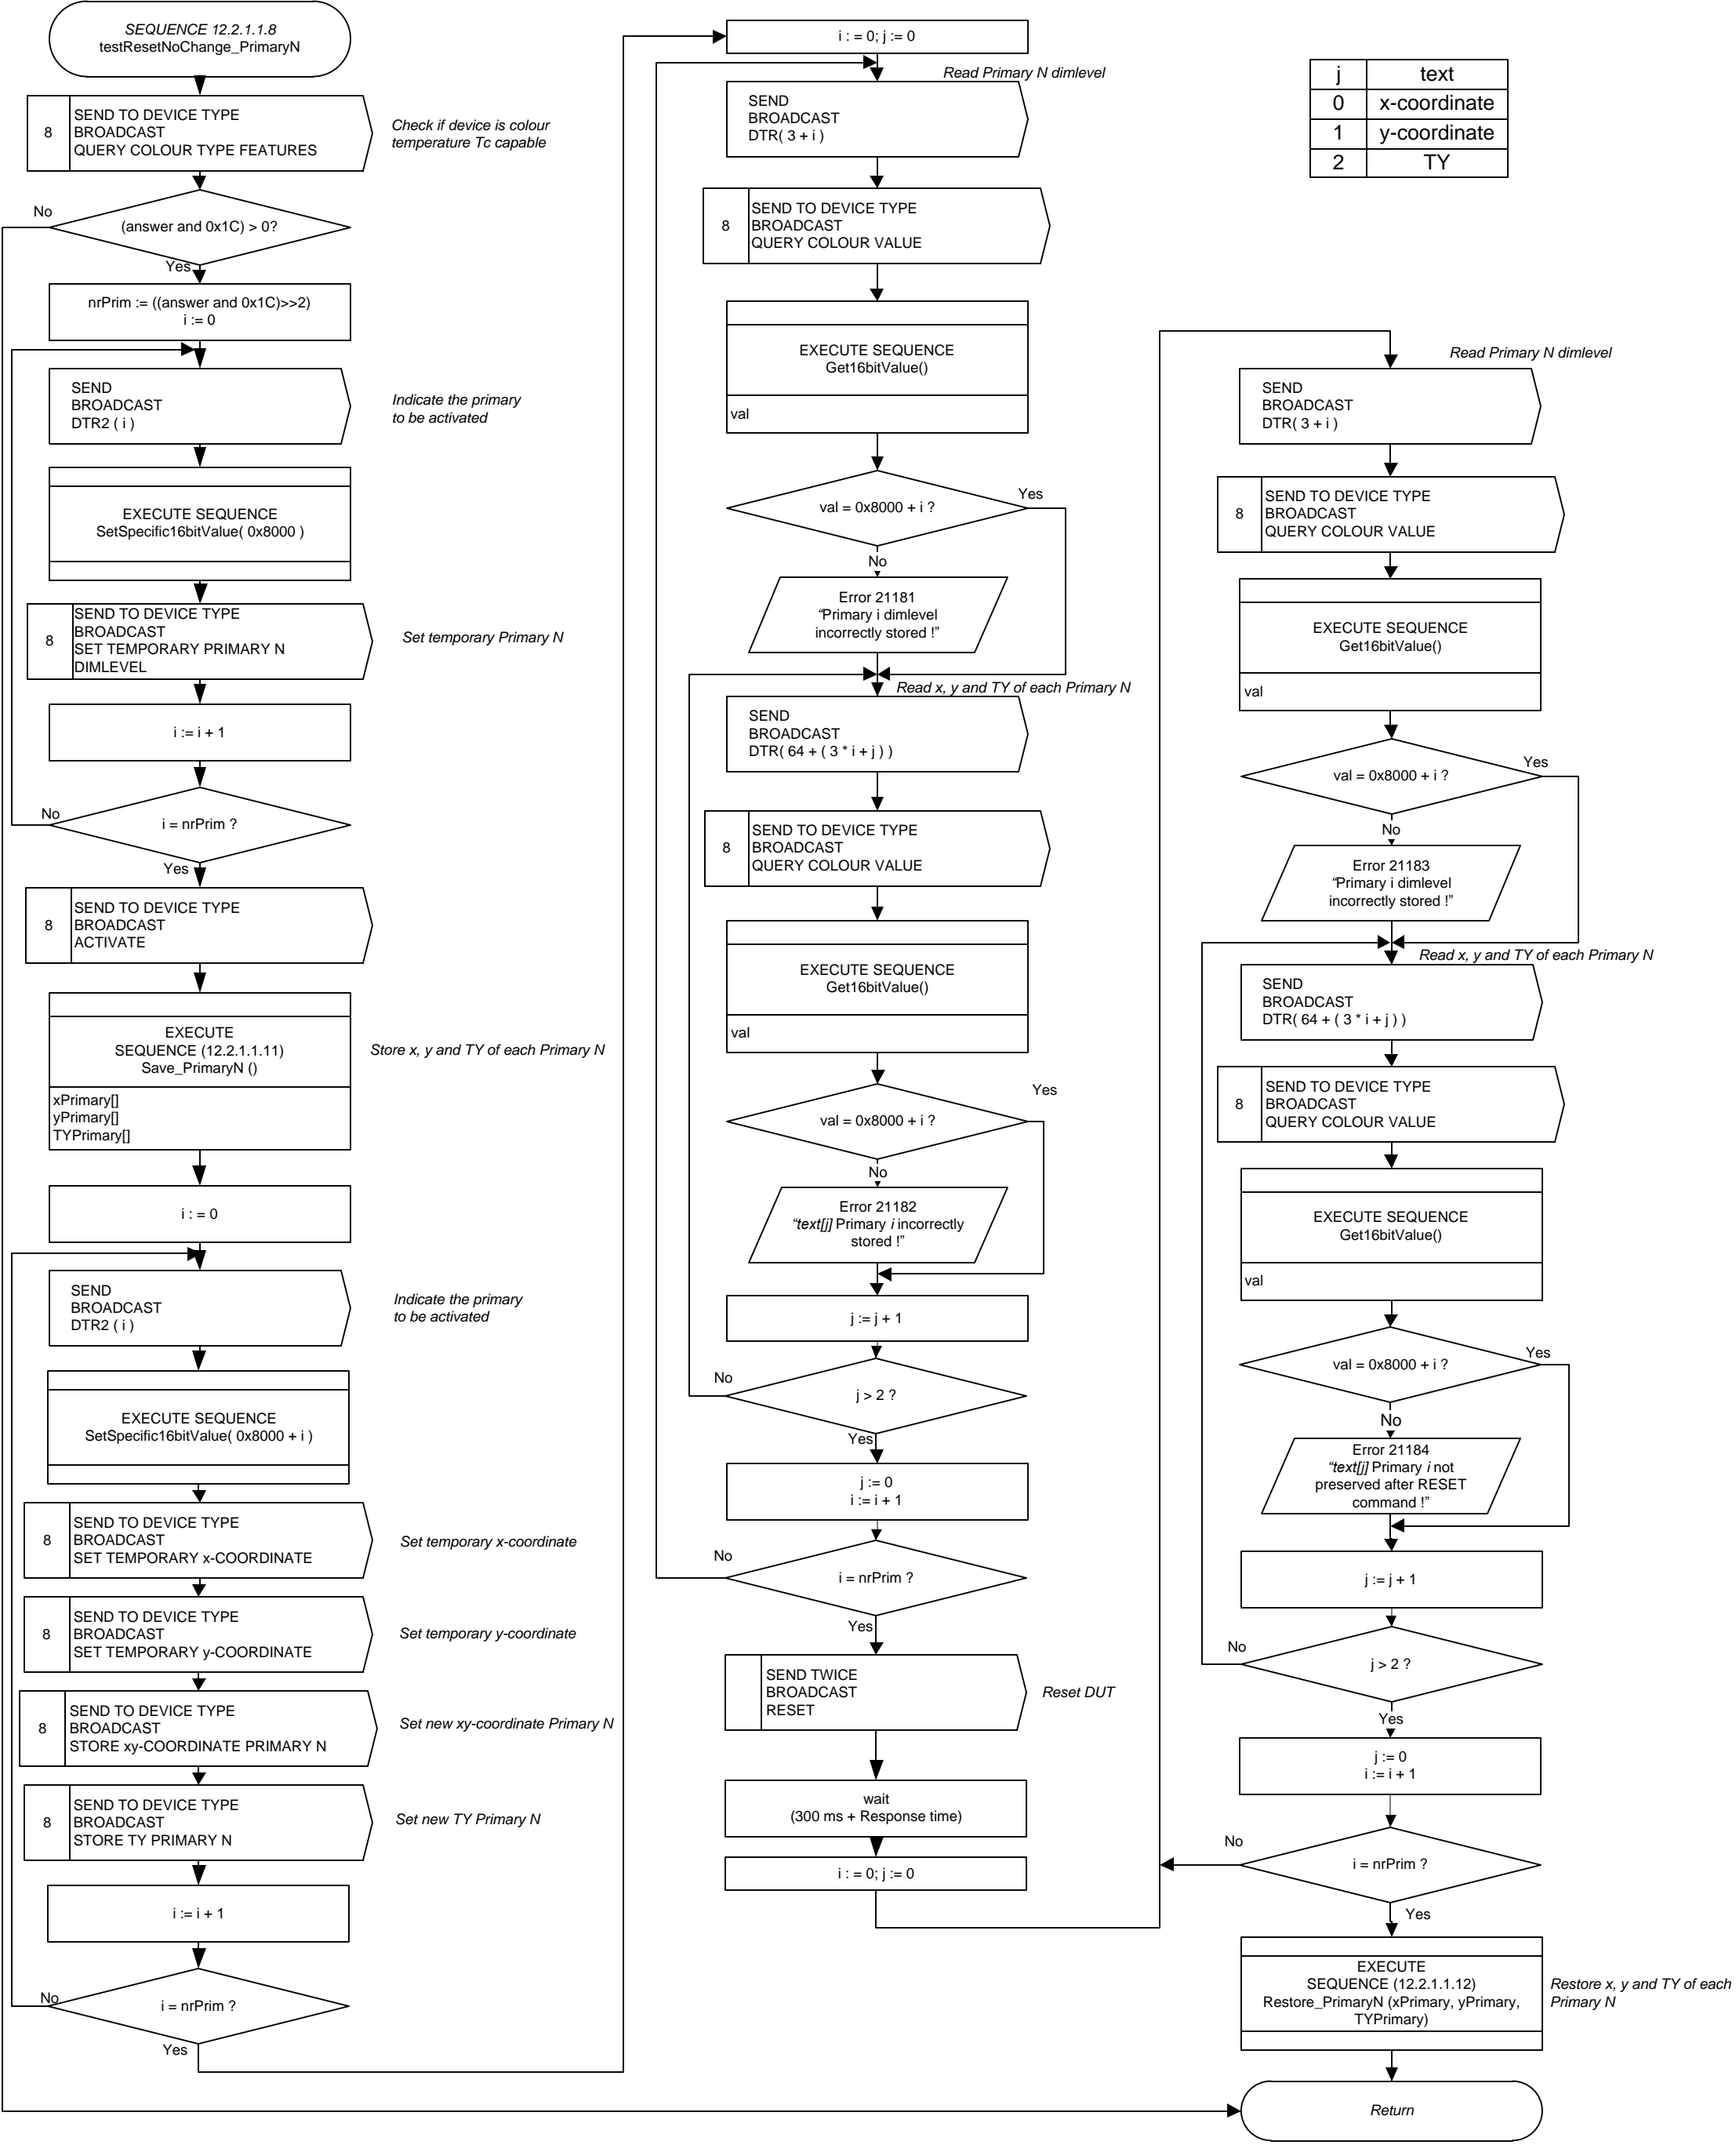 SEQUENCE 12.2.1.1.8
testResetNoChange_PrimaryN
8
SEND TO DEVICE TYPE
BROADCAST
QUERY COLOUR TYPE FEATURES
Check if device is colour
temperature Tc capable
No
(answer and 0x1C) > 0?
Yes
nrPrim := ((answer and 0x1C)>>2)
i := 0
SEND
BROADCAST
DTR2 ( i )
Indicate the primary
to be activated
EXECUTE SEQUENCE
SetSpecific16bitValue( 0x8000 )
8
SEND TO DEVICE TYPE
BROADCAST
SET TEMPORARY PRIMARY N
DIMLEVEL
Set temporary Primary N
i := i + 1
No
i = nrPrim ?
Yes
8
SEND TO DEVICE TYPE
BROADCAST
ACTIVATE
EXECUTE
SEQUENCE (12.2.1.1.11)
Save_PrimaryN ()
Store x, y and TY of each Primary N
xPrimary[]
yPrimary[]
TYPrimary[]
i : = 0
SEND
BROADCAST
DTR2 ( i )
Indicate the primary
to be activated
EXECUTE SEQUENCE
SetSpecific16bitValue( 0x8000 + i )
8
SEND TO DEVICE TYPE
BROADCAST
SET TEMPORARY x-COORDINATE
Set temporary x-coordinate
8
SEND TO DEVICE TYPE
BROADCAST
SET TEMPORARY y-COORDINATE
Set temporary y-coordinate
8
SEND TO DEVICE TYPE
BROADCAST
STORE xy-COORDINATE PRIMARY N
Set new xy-coordinate Primary N
8
SEND TO DEVICE TYPE
BROADCAST
STORE TY PRIMARY N
Set new TY Primary N
i := i + 1
No
i = nrPrim ?
Yes
i : = 0; j := 0
Read Primary N dimlevel
SEND
BROADCAST
DTR( 3 + i )
8
SEND TO DEVICE TYPE
BROADCAST
QUERY COLOUR VALUE
EXECUTE SEQUENCE
Get16bitValue()
val
val = 0x8000 + i ?
Yes
No
Error 21181
“Primary i dimlevel
incorrectly stored !”
Read x, y and TY of each Primary N
SEND
BROADCAST
DTR( 64 + ( 3 * i + j ) )
8
SEND TO DEVICE TYPE
BROADCAST
QUERY COLOUR VALUE
EXECUTE SEQUENCE
Get16bitValue()
val
Yes
val = 0x8000 + i ?
No
Error 21182
“text[j] Primary i incorrectly
stored !”
j := j + 1
No
j > 2 ?
Yes
j := 0
i := i + 1
No
i = nrPrim ?
Yes
SEND TWICE
BROADCAST
RESET
Reset DUT
wait
(300 ms + Response time)
i : = 0; j := 0
j text
0 x-coordinate
1 y-coordinate
2 TY
Read Primary N dimlevel
SEND
BROADCAST
DTR( 3 + i )
8
SEND TO DEVICE TYPE
BROADCAST
QUERY COLOUR VALUE
EXECUTE SEQUENCE
Get16bitValue()
val
Yes
val = 0x8000 + i ?
No
Error 21183
“Primary i dimlevel
incorrectly stored !”
Read x, y and TY of each Primary N
SEND
BROADCAST
DTR( 64 + ( 3 * i + j ) )
8
SEND TO DEVICE TYPE
BROADCAST
QUERY COLOUR VALUE
EXECUTE SEQUENCE
Get16bitValue()
val
Yes
val = 0x8000 + i ?
No
Error 21184
“text[j] Primary i not
preserved after RESET
command !”
j := j + 1
No
j > 2 ?
Yes
j := 0
i := i + 1
No
i = nrPrim ?
Yes
EXECUTE
SEQUENCE (12.2.1.1.12)
Restore_PrimaryN (xPrimary, yPrimary,
TYPrimary)
Restore x, y and TY of each
Primary N
Return